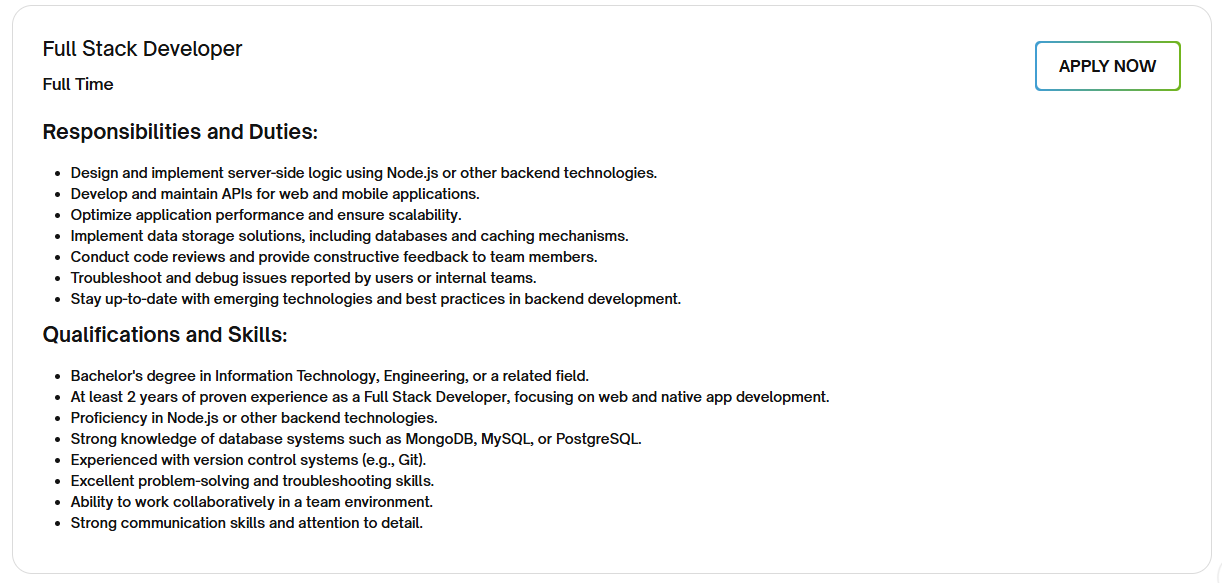 Full Stack Developer
APPLY NOW
Full Time
Responsibilities and Duties:
• Design and implement server-side logic using Node.js or other backend technologies.
• Develop and maintain APIs for web and mobile applications.
• Optimize application performance and ensure scalability.
• Implement data storage solutions, including databases and caching mechanisms.
• Conduct code reviews and provide constructive feedback to team members.
• Troubleshoot and debug issues reported by users or internal teams.
• Stay up-to-date with emerging technologies and best practices in backend development.
Qualifications and Skills:
• Bachelor's degree in Information Technology, Engineering, or a related field.
• At least 2 years of proven experience as a Full Stack Developer, focusing on web and native app development.
• Proficiency in Node.js or other backend technologies.
• Strong knowledge of database systems such as MongoDB, MySQL, or PostgreSQL.
• Experienced with version control systems (e.g., Git).
• Excellent problem-solving and troubleshooting skills.
• Ability to work collaboratively in a team environment.
• Strong communication skills and attention to detail.